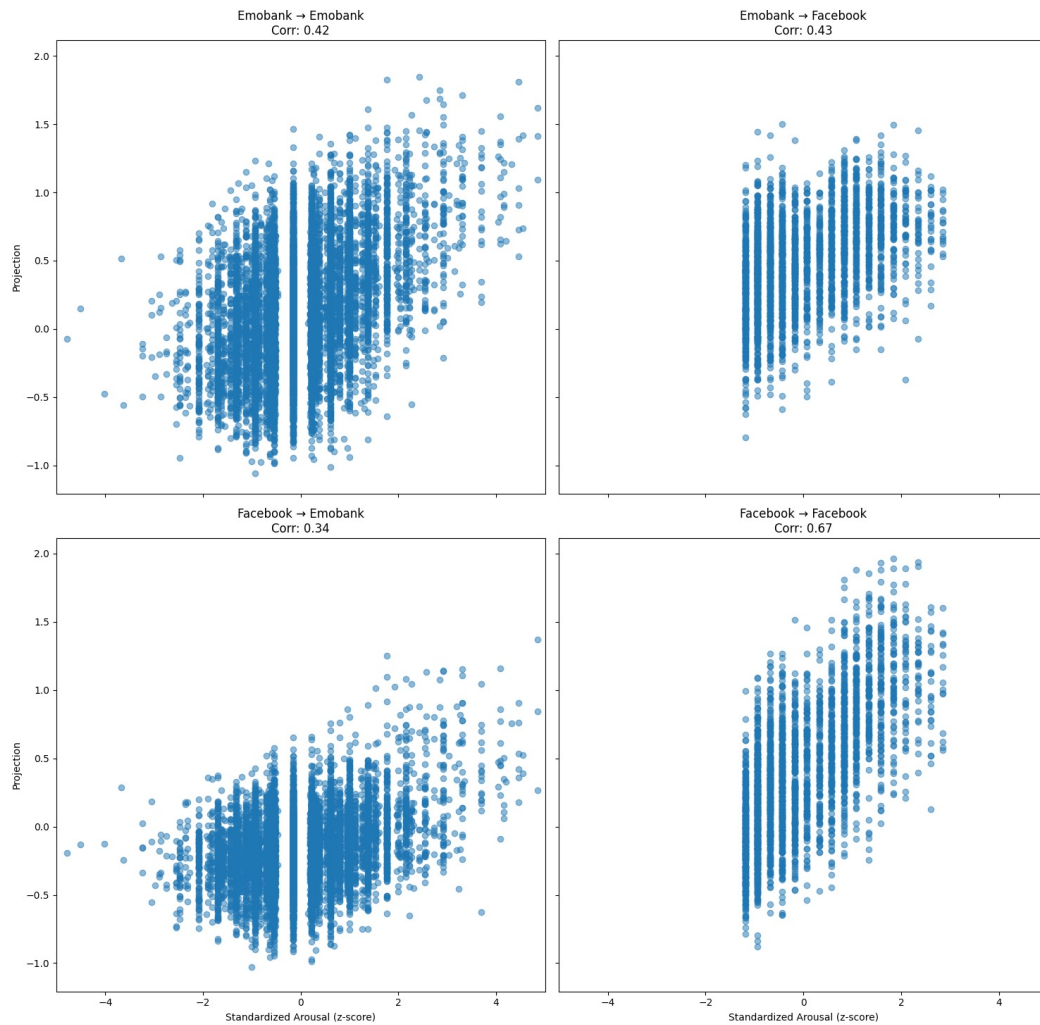 Emobank → Emobank
Corr: 0.42
Emobank → Facebook
Corr: 0.43
2.0
1.5
1.0
0.5
0.0
−0.5
−1.0
Projection
Facebook → Emobank
Corr: 0.34
Facebook → Facebook
Corr: 0.67
2.0
1.5
1.0
0.5
0.0
−0.5
−1.0
Projection
−4 −2 0 2 4
Standardized Arousal (z-score)
−4 −2 0 2 4
Standardized Arousal (z-score)